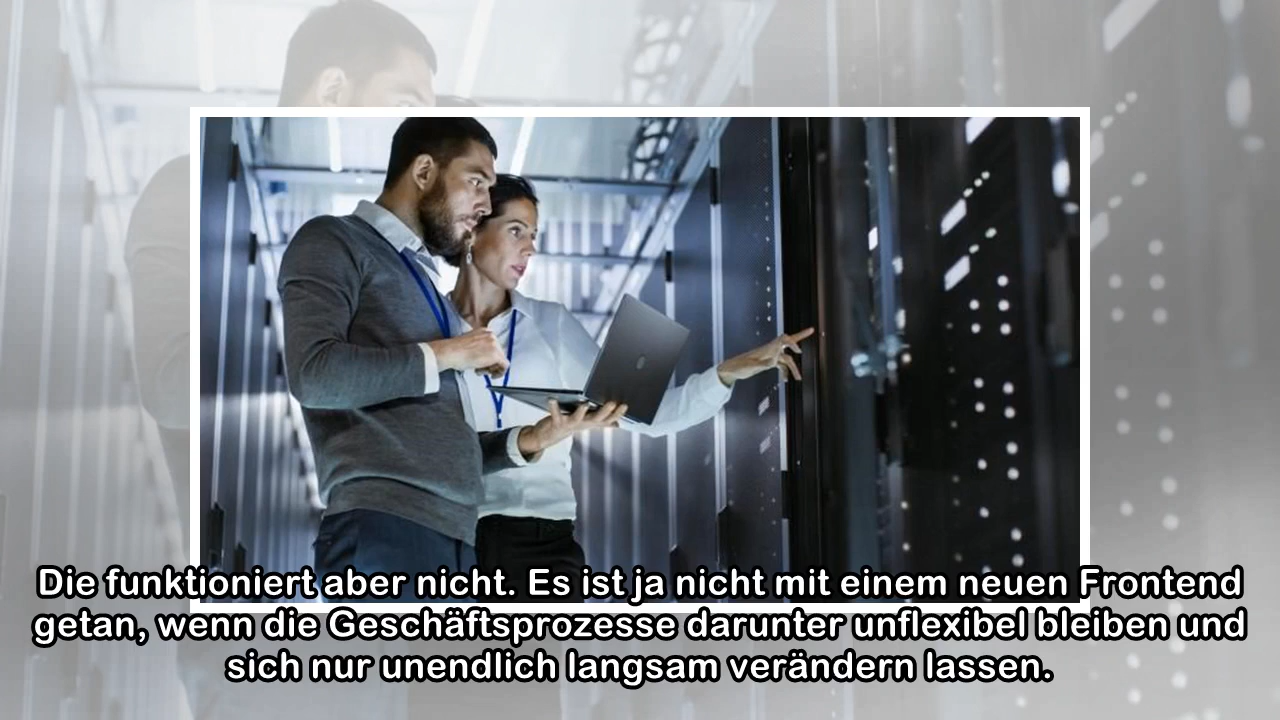 Die funktioniert aber nicht. Es ist ja nicht mit einem neuen Frontend
getan, wenn die Geschäftsprozesse darunter unflexibel bleiben und
sich nur unendlich langsam verändern lassen.